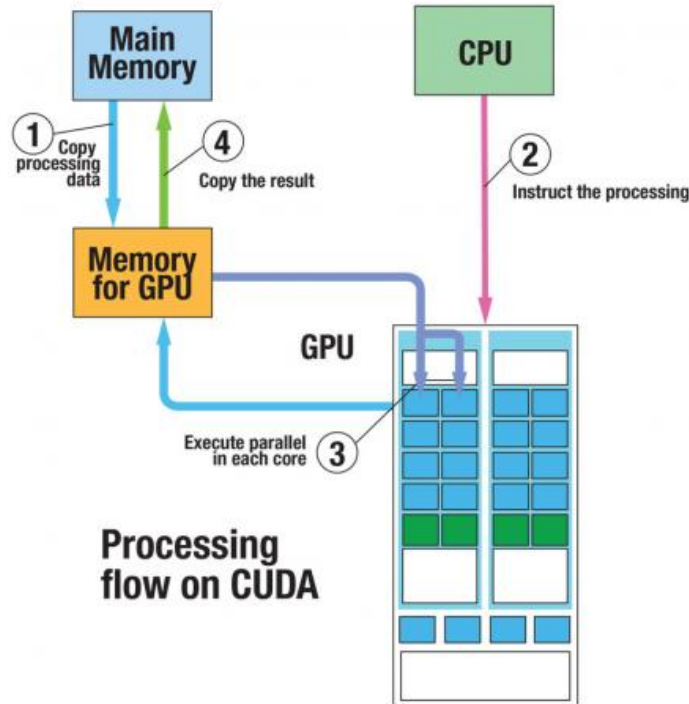 Main
Memory
CPU
1
Copy
processing
data
4
Copy the result
2
Instruct the processing
Memory
for GPU
GPU
Execute parallel
in each core
3
Processing
flow on CUDA